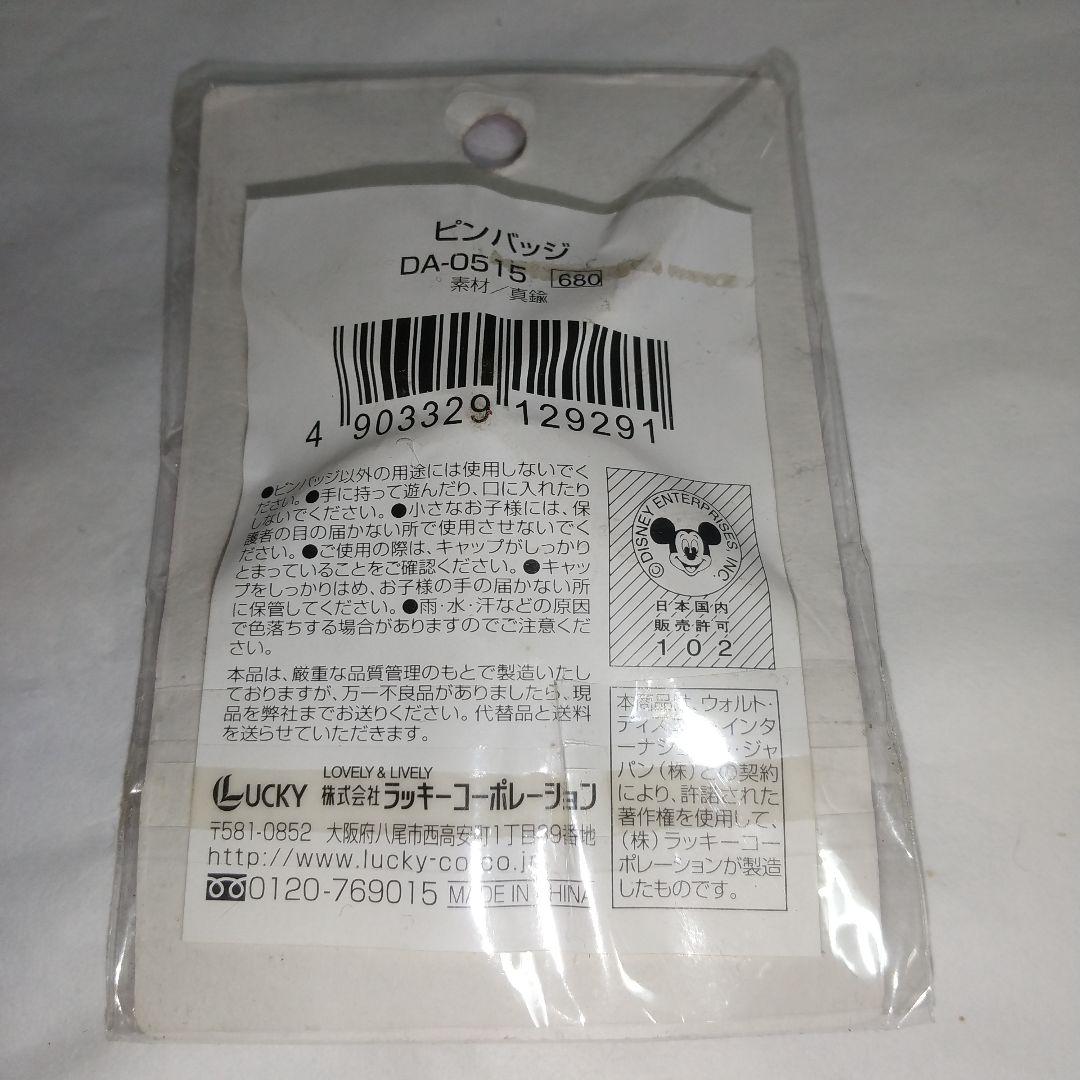 ピンバッジ
DA-0515 680
素材/真鍮
4 903329 129291
●ピンバッジ以外の用途には使用しないでく
ださい。●手に持って遊んだり、口に入れたり
しないでください。●小さなお子様には、保
護者の目の届かない所で使用させないでく
ださい。●ご使用の際は、キャップがしっかり
とまっていることをご確認ください。●キャッ
プをしっかりはめ、お子様の手の届かない所
に保管してください。●雨・水・汗などの原因
で色落ちする場合がありますのでご注意くだ
さい。
本品は、厳重な品質管理のもとで製造いたし
ておりますが、万一不良品がありましたら、現
品を弊社までお送りください。代替品と送料
を送らせていただきます。
© DISNEY ENTERPRISES, INC.
日本国内
販売許可
102
本商品は、ウォルト・
ディズニー・インタ
ーナショナル・ジャ
パン(株)との契約
により、許諾された
著作権を使用して、
(株)ラッキーコー
ポレーションが製造
したものです。
LOVELY & LIVELY
LUCKY 株式会社ラッキーコーポレーション
〒581-0852 大阪府八尾市西高安町1丁目39番地
http://www.lucky-co.co.jp
0120-769015 MADE IN CHINA